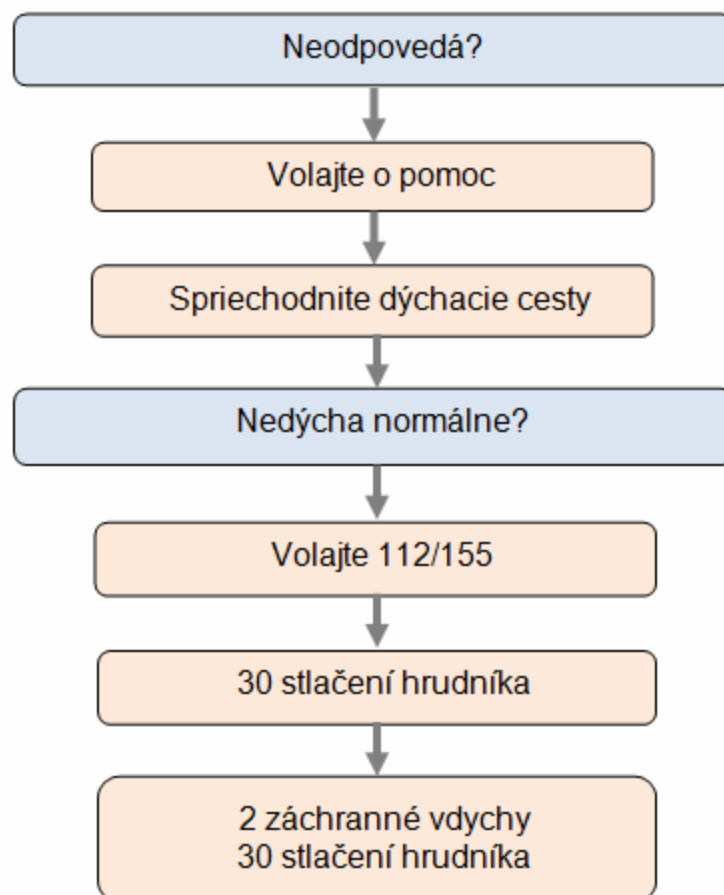 Neodpovedá?
Volajte o pomoc
Spriechodnite dýchacie cesty
Nedýcha normálne?
Volajte 112/155
30 stlačení hrudníka
2 záchranné vdychy
30 stlačení hrudníka